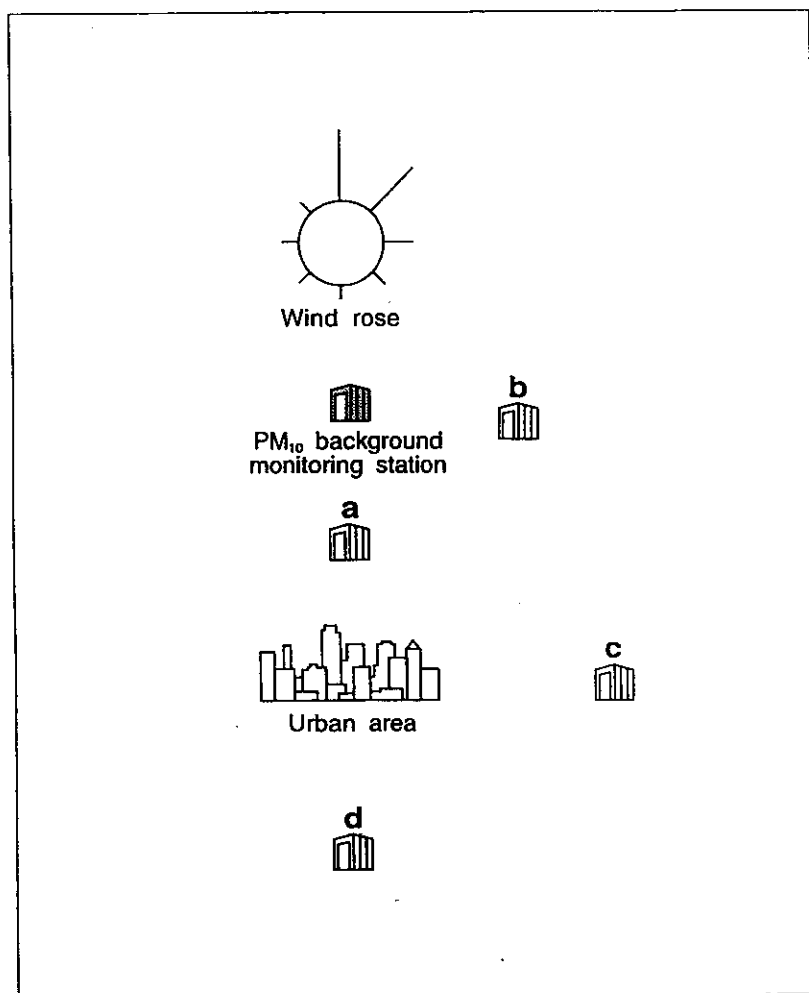 Wind rose
b
PM₁₀ background
monitoring station
a
c
Urban area
d